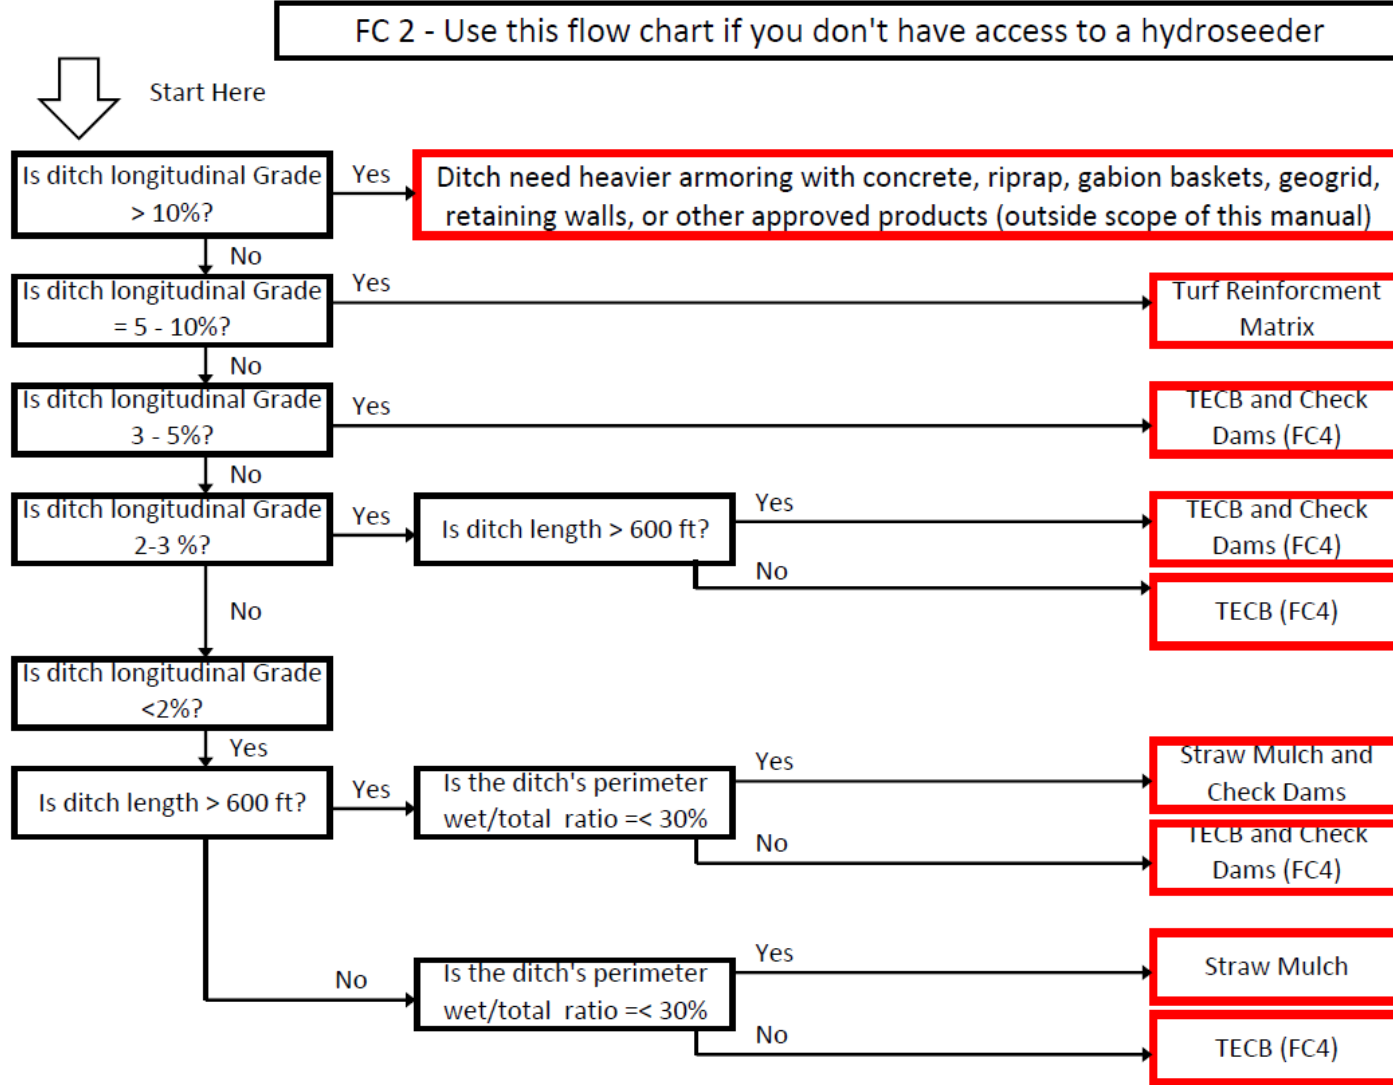 FC 2 - Use this flow chart if you don't have access to a hydroseeder
Start Here
Is ditch longitudinal Grade
> 10%?
Yes
Ditch need heavier armoring with concrete, riprap, gabion baskets, geogrid,
retaining walls, or other approved products (outside scope of this manual)
No
Is ditch longitudinal Grade
= 5 - 10%?
Yes
Turf Reinforcment
Matrix
No
Is ditch longitudinal Grade
3 - 5%?
Yes
TECB and Check
Dams (FC4)
No
Is ditch longitudinal Grade
2-3 %?
Yes
Is ditch length > 600 ft?
Yes
TECB and Check
Dams (FC4)
No
TECB (FC4)
No
Is ditch longitudinal Grade
<2%?
Yes
Is ditch length > 600 ft?
Yes
Is the ditch's perimeter
wet/total ratio =< 30%
Yes
Straw Mulch and
Check Dams
No
TECB and Check
Dams (FC4)
No
Is the ditch's perimeter
wet/total ratio =< 30%
Yes
Straw Mulch
No
TECB (FC4)